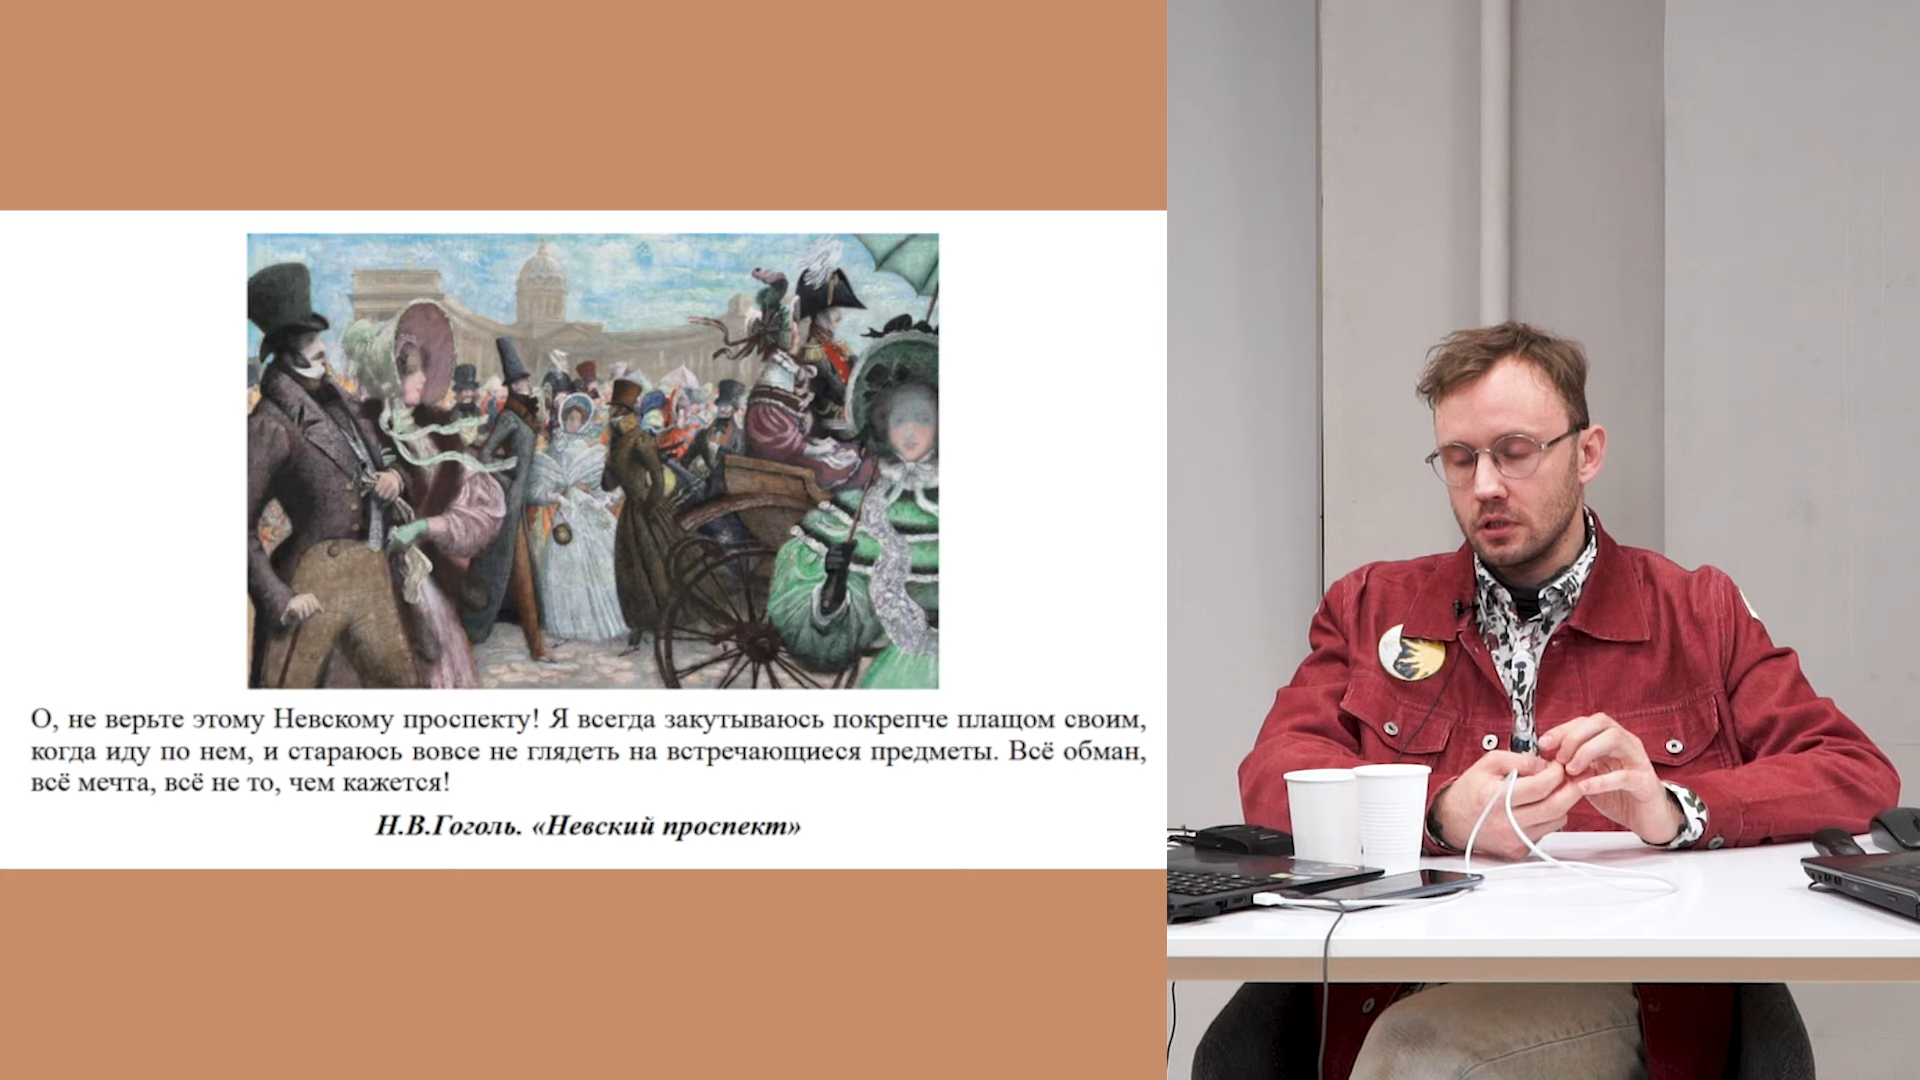 О, не верьте этому Невскому проспекту! Я всегда закутываюсь покрепче плащом своим,
когда иду по нем, и стараюсь вовсе не глядеть на встречающиеся предметы. Всё обман,
всё мечта, всё не то, чем кажется!
Н.В.Гоголь. «Невский проспект»